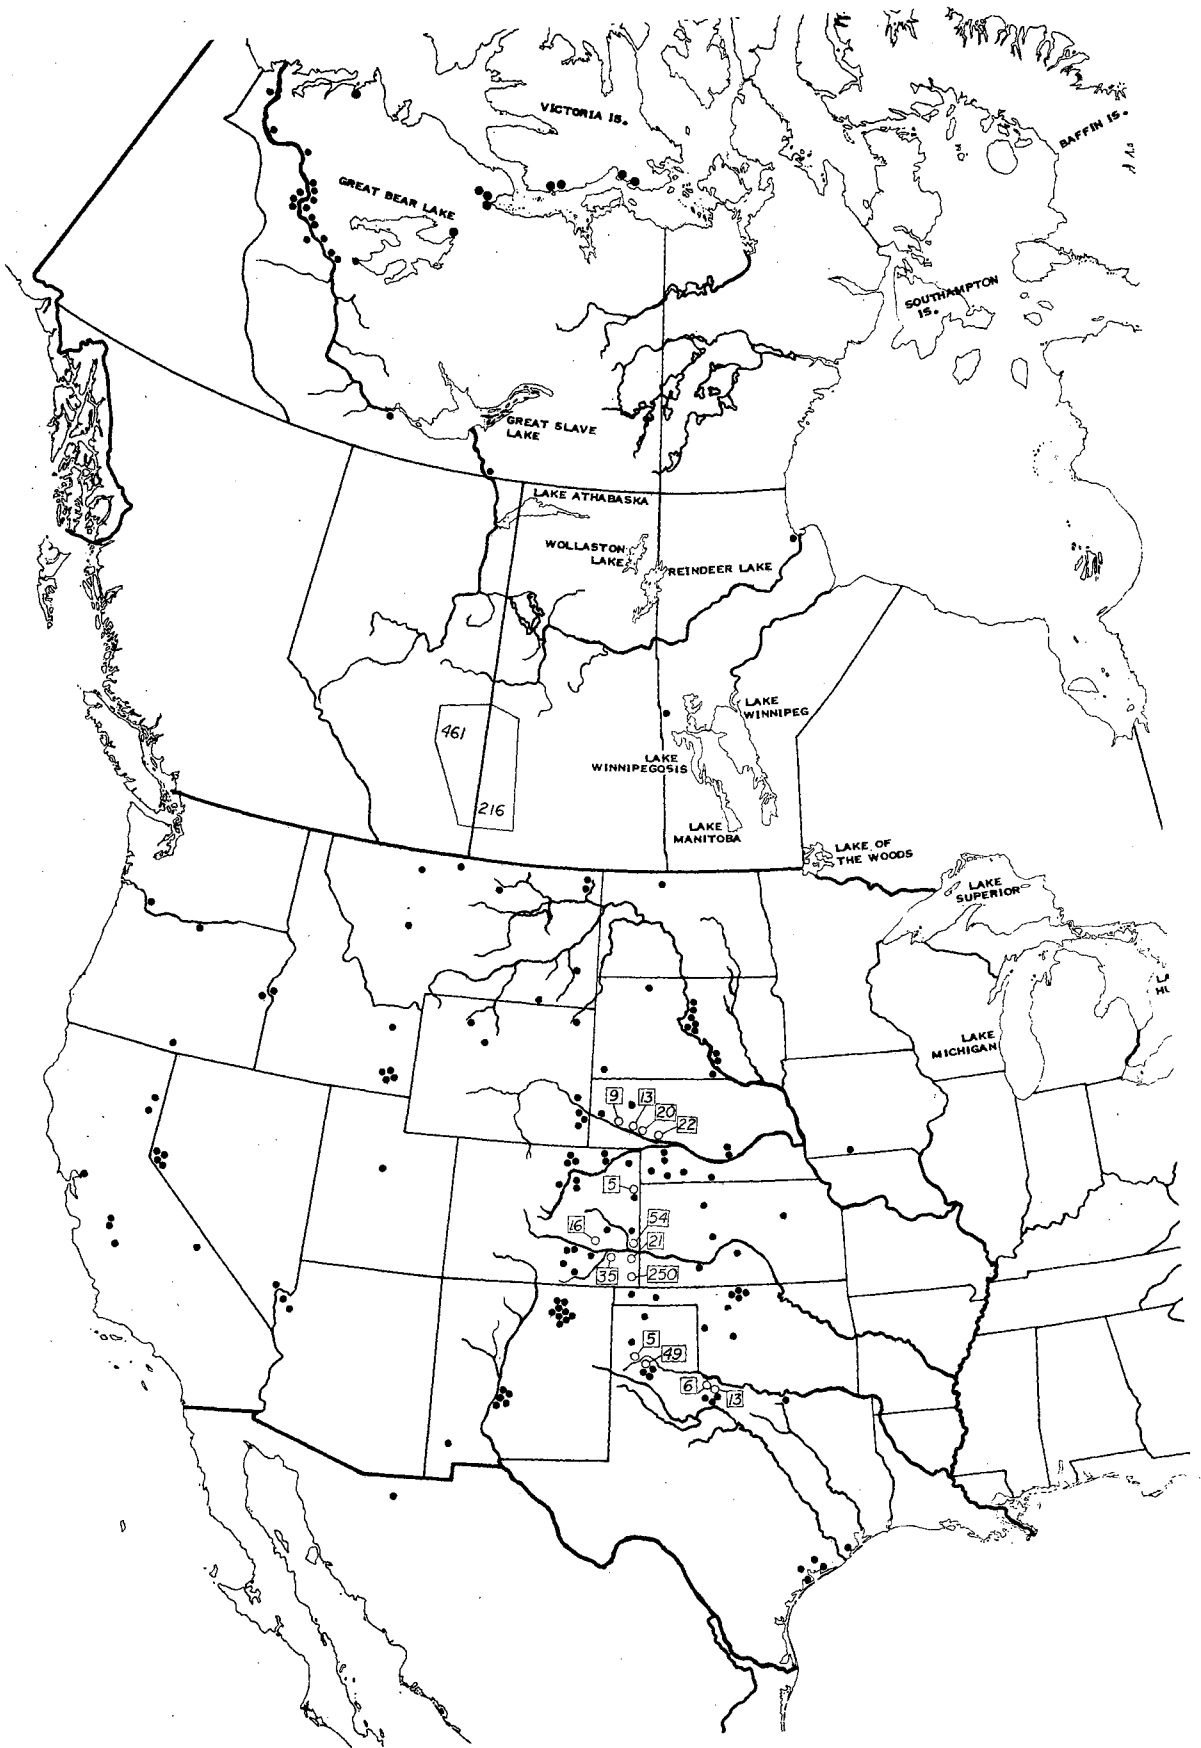 VICTORIA IS.
BAFFIN IS.
GREAT BEAR LAKE
SOUTHAMPTON
IS.
GREAT SLAVE
LAKE
LAKE ATHABASKA
WOLLASTON
LAKE
REINDEER LAKE
LAKE
WINNIPEG
461
LAKE
WINNIPEGOSIS
216
LAKE
MANITOBA
LAKE OF
THE WOODS
LAKE
SUPERIOR
LAKE
MICHIGAN
9
13
20
22
5
16
54
21
35
250
5
49
6
13